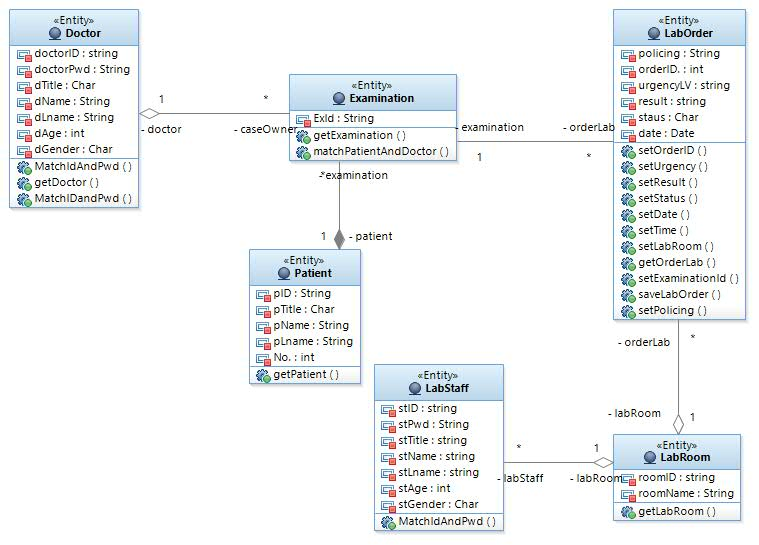 «Entity»
Doctor
doctorID : string
doctorPwd : String
dTitle : Char
dName : String
dLname : String
dAge : int
dGender : Char
MatchIdAndPwd ( )
getDoctor ( )
MatchIDandPwd ( )
1
*
- doctor
- caseOwner
«Entity»
Examination
ExId : String
getExamination ( )
matchPatientAndDoctor ( )
- examination
- orderLab
1
*
«Entity»
LabOrder
policing : String
orderID. : int
urgencyLV : string
result : string
staus : Char
date : Date
setOrderID ( )
setUrgency ( )
setResult ( )
setStatus ( )
setDate ( )
setTime ( )
setLabRoom ( )
getOrderLab ( )
setExaminationId ( )
saveLabOrder ( )
setPolicing ( )
-*examination
1
- patient
«Entity»
Patient
pID : String
pTitle : Char
pName : String
pLname : String
No. : int
getPatient ( )
- orderLab
*
- labRoom
1
«Entity»
LabStaff
stID : string
stPwd : String
stTitle : string
stName : string
stLname : string
stAge : int
stGender : Char
MatchIdAndPwd ( )
*
1
- labStaff
- labRoom
«Entity»
LabRoom
roomID : string
roomName : String
getLabRoom ( )